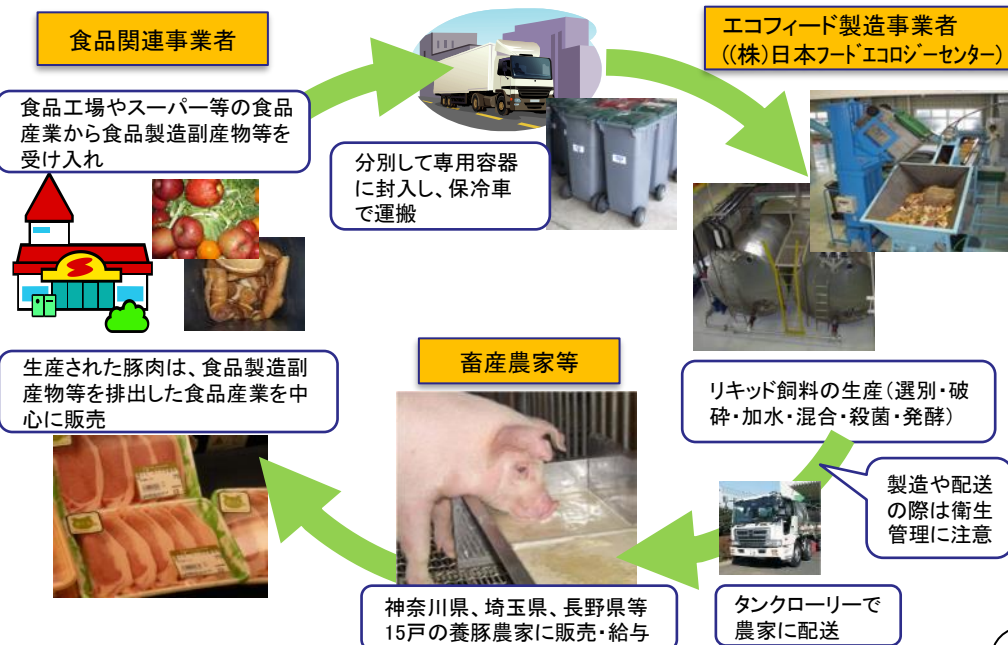 食品関連事業者
エコフィード製造事業者
((株)日本フードエコロジーセンター)
食品工場やスーパー等の食品
産業から食品製造副産物等を
受け入れ
分別して専用容器
に封入し、保冷車
で運搬
リキッド飼料の生産(選別・破
砕・加水・混合・殺菌・発酵)
製造や配送
の際は衛生
管理に注意
タンクローリーで
農家に配送
畜産農家等
神奈川県、埼玉県、長野県等
15戸の養豚農家に販売・給与
生産された豚肉は、食品製造副
産物等を排出した食品産業を中
心に販売